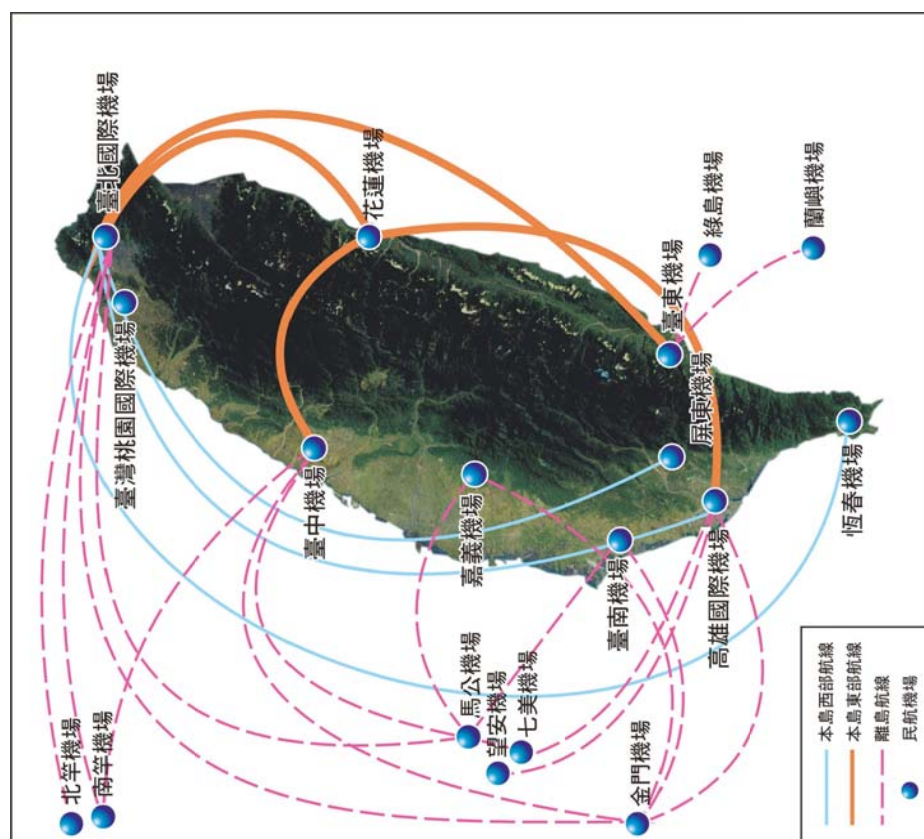 臺北國際機場
臺灣桃園國際機場
花蓮機場
臺中機場
嘉義機場
臺南機場
高雄國際機場
屏東機場
臺東機場
綠島機場
蘭嶼機場
恆春機場
北竿機場
南竿機場
馬公機場
望安機場
七美機場
金門機場
本島西部航線
本島東部航線
離島航線
民航機場